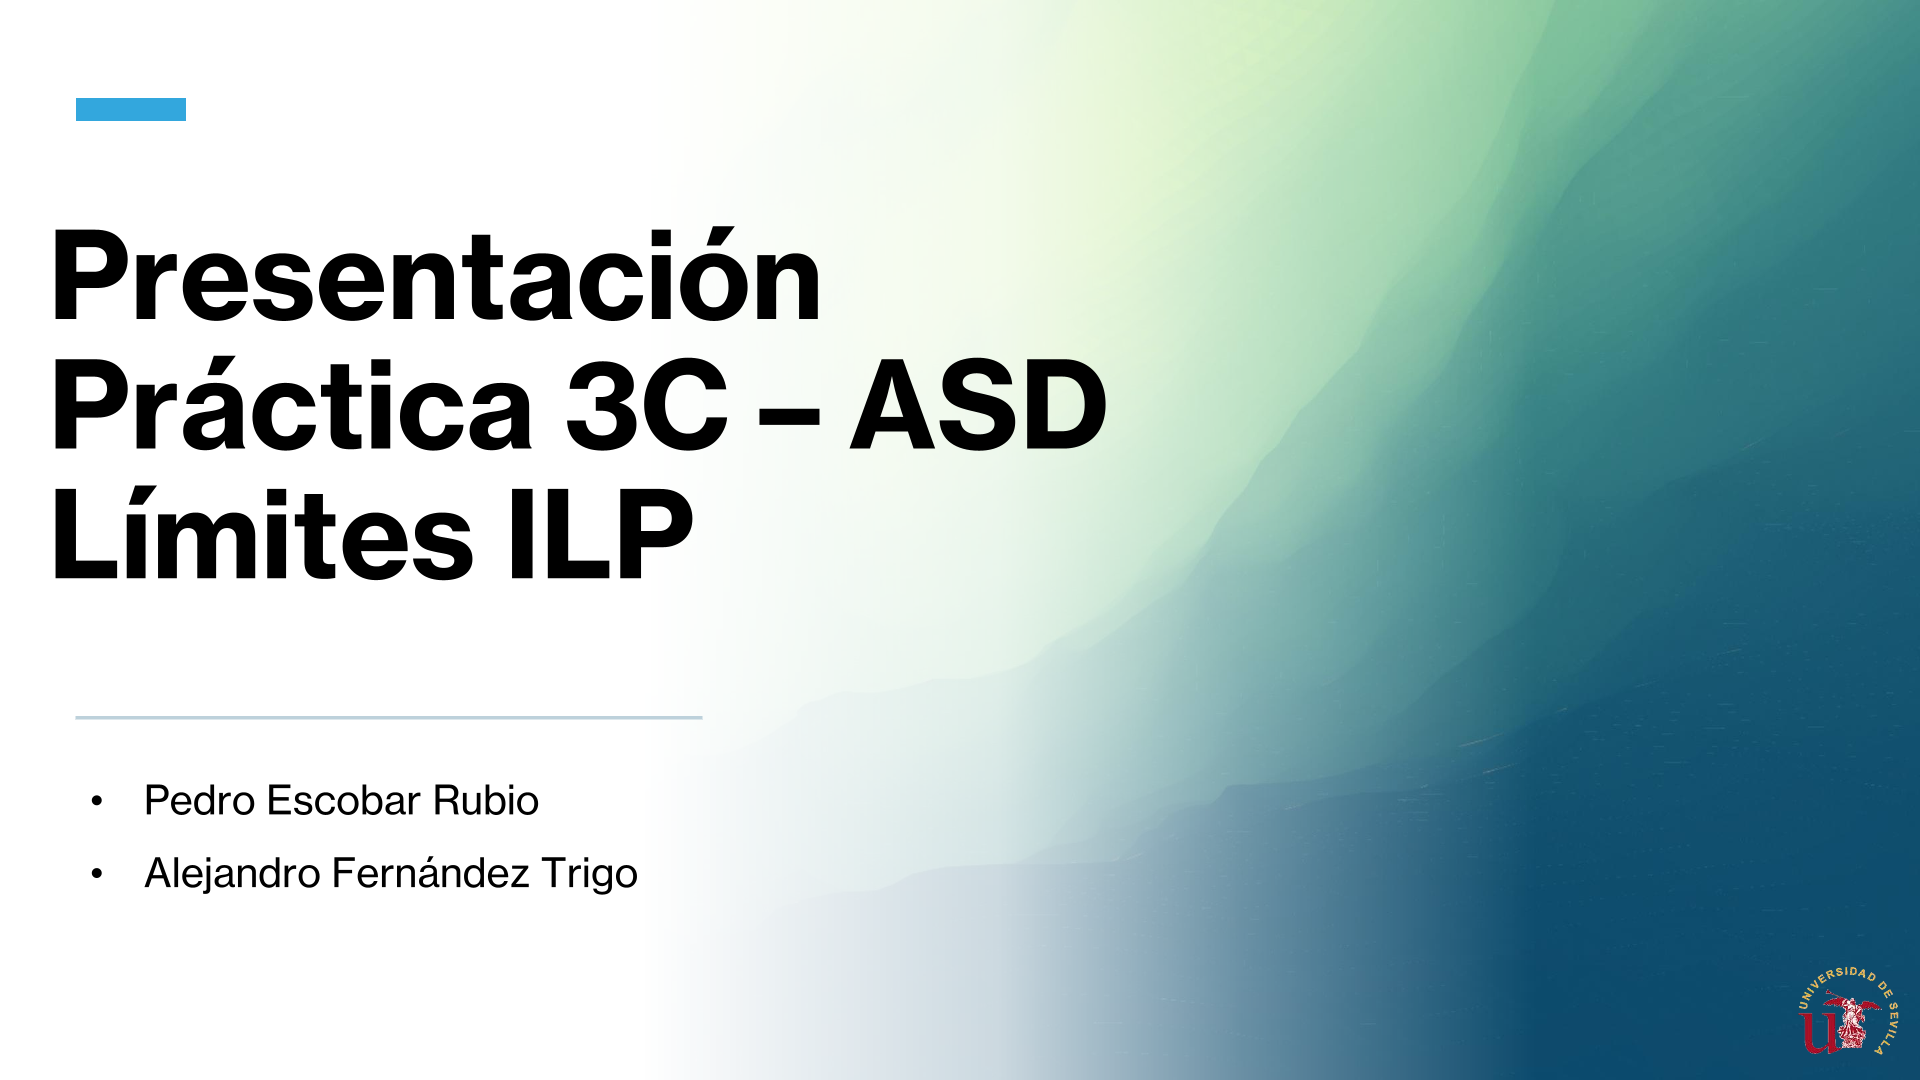 Presentación
Práctica 3C – ASD
Límites ILP
• Pedro Escobar Rubio
• Alejandro Fernández Trigo
UNIVERSIDAD DE SEVILLA
u